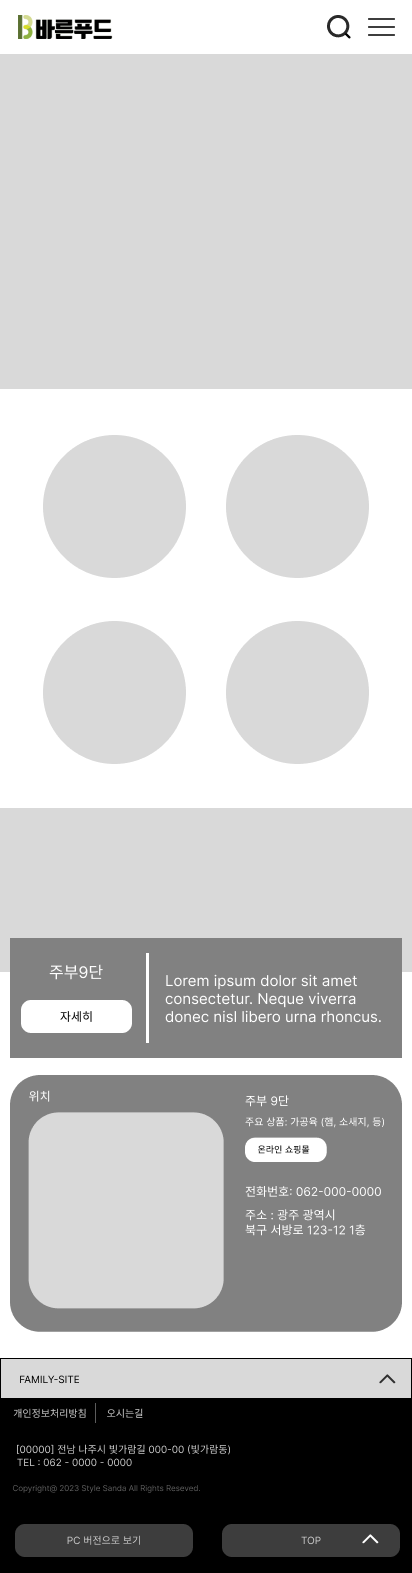 B 바른푸드
주부9단
자세히
Lorem ipsum dolor sit amet
consectetur. Neque viverra
donec nisl libero urna rhoncus.
위치
주부 9단
주요 상품: 가공육 (햄, 소새지, 등)
온라인 쇼핑몰
전화번호: 062-000-0000
주소 : 광주 광역시
북구 서방로 123-12 1층
FAMILY-SITE
개인정보처리방침 오시는길
[00000] 전남 나주시 빛가람길 000-00 (빛가람동)
TEL : 062 - 0000 - 0000
Copyright@ 2023 Style Sanda All Rights Reseved.
PC 버전으로 보기 TOP